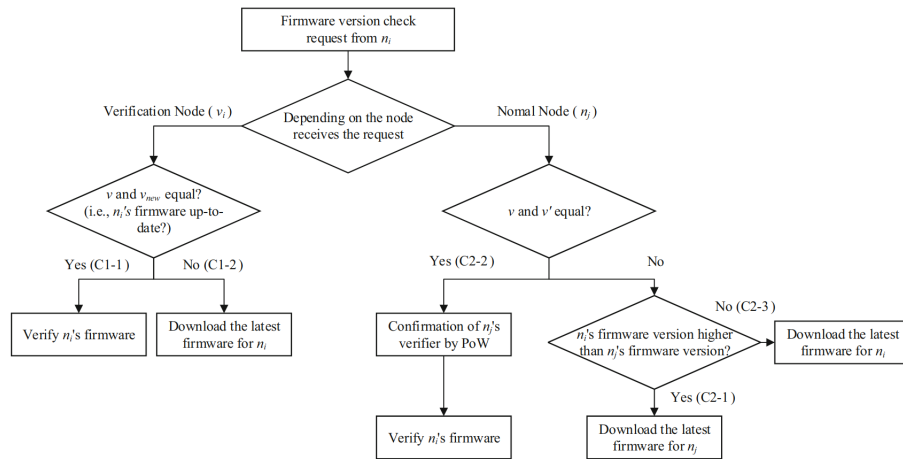 Firmware version check
request from nᵢ
Verification Node ( vᵢ)
Depending on the node
receives the request
Nomal Node ( nⱼ)
v and vₙₑw equal?
(i.e., nᵢ's firmware up-to-
date?)
v and v' equal?
Yes (C1-1)
No (C1-2)
Yes (C2-2)
No
Verify nᵢ's firmware
Download the latest
firmware for nᵢ
Confirmation of nⱼ's
verifier by PoW
nᵢ's firmware version higher
than nⱼ's firmware version?
No (C2-3)
Download the latest
firmware for nᵢ
Yes (C2-1)
Verify nᵢ's firmware
Download the latest
firmware for nⱼ